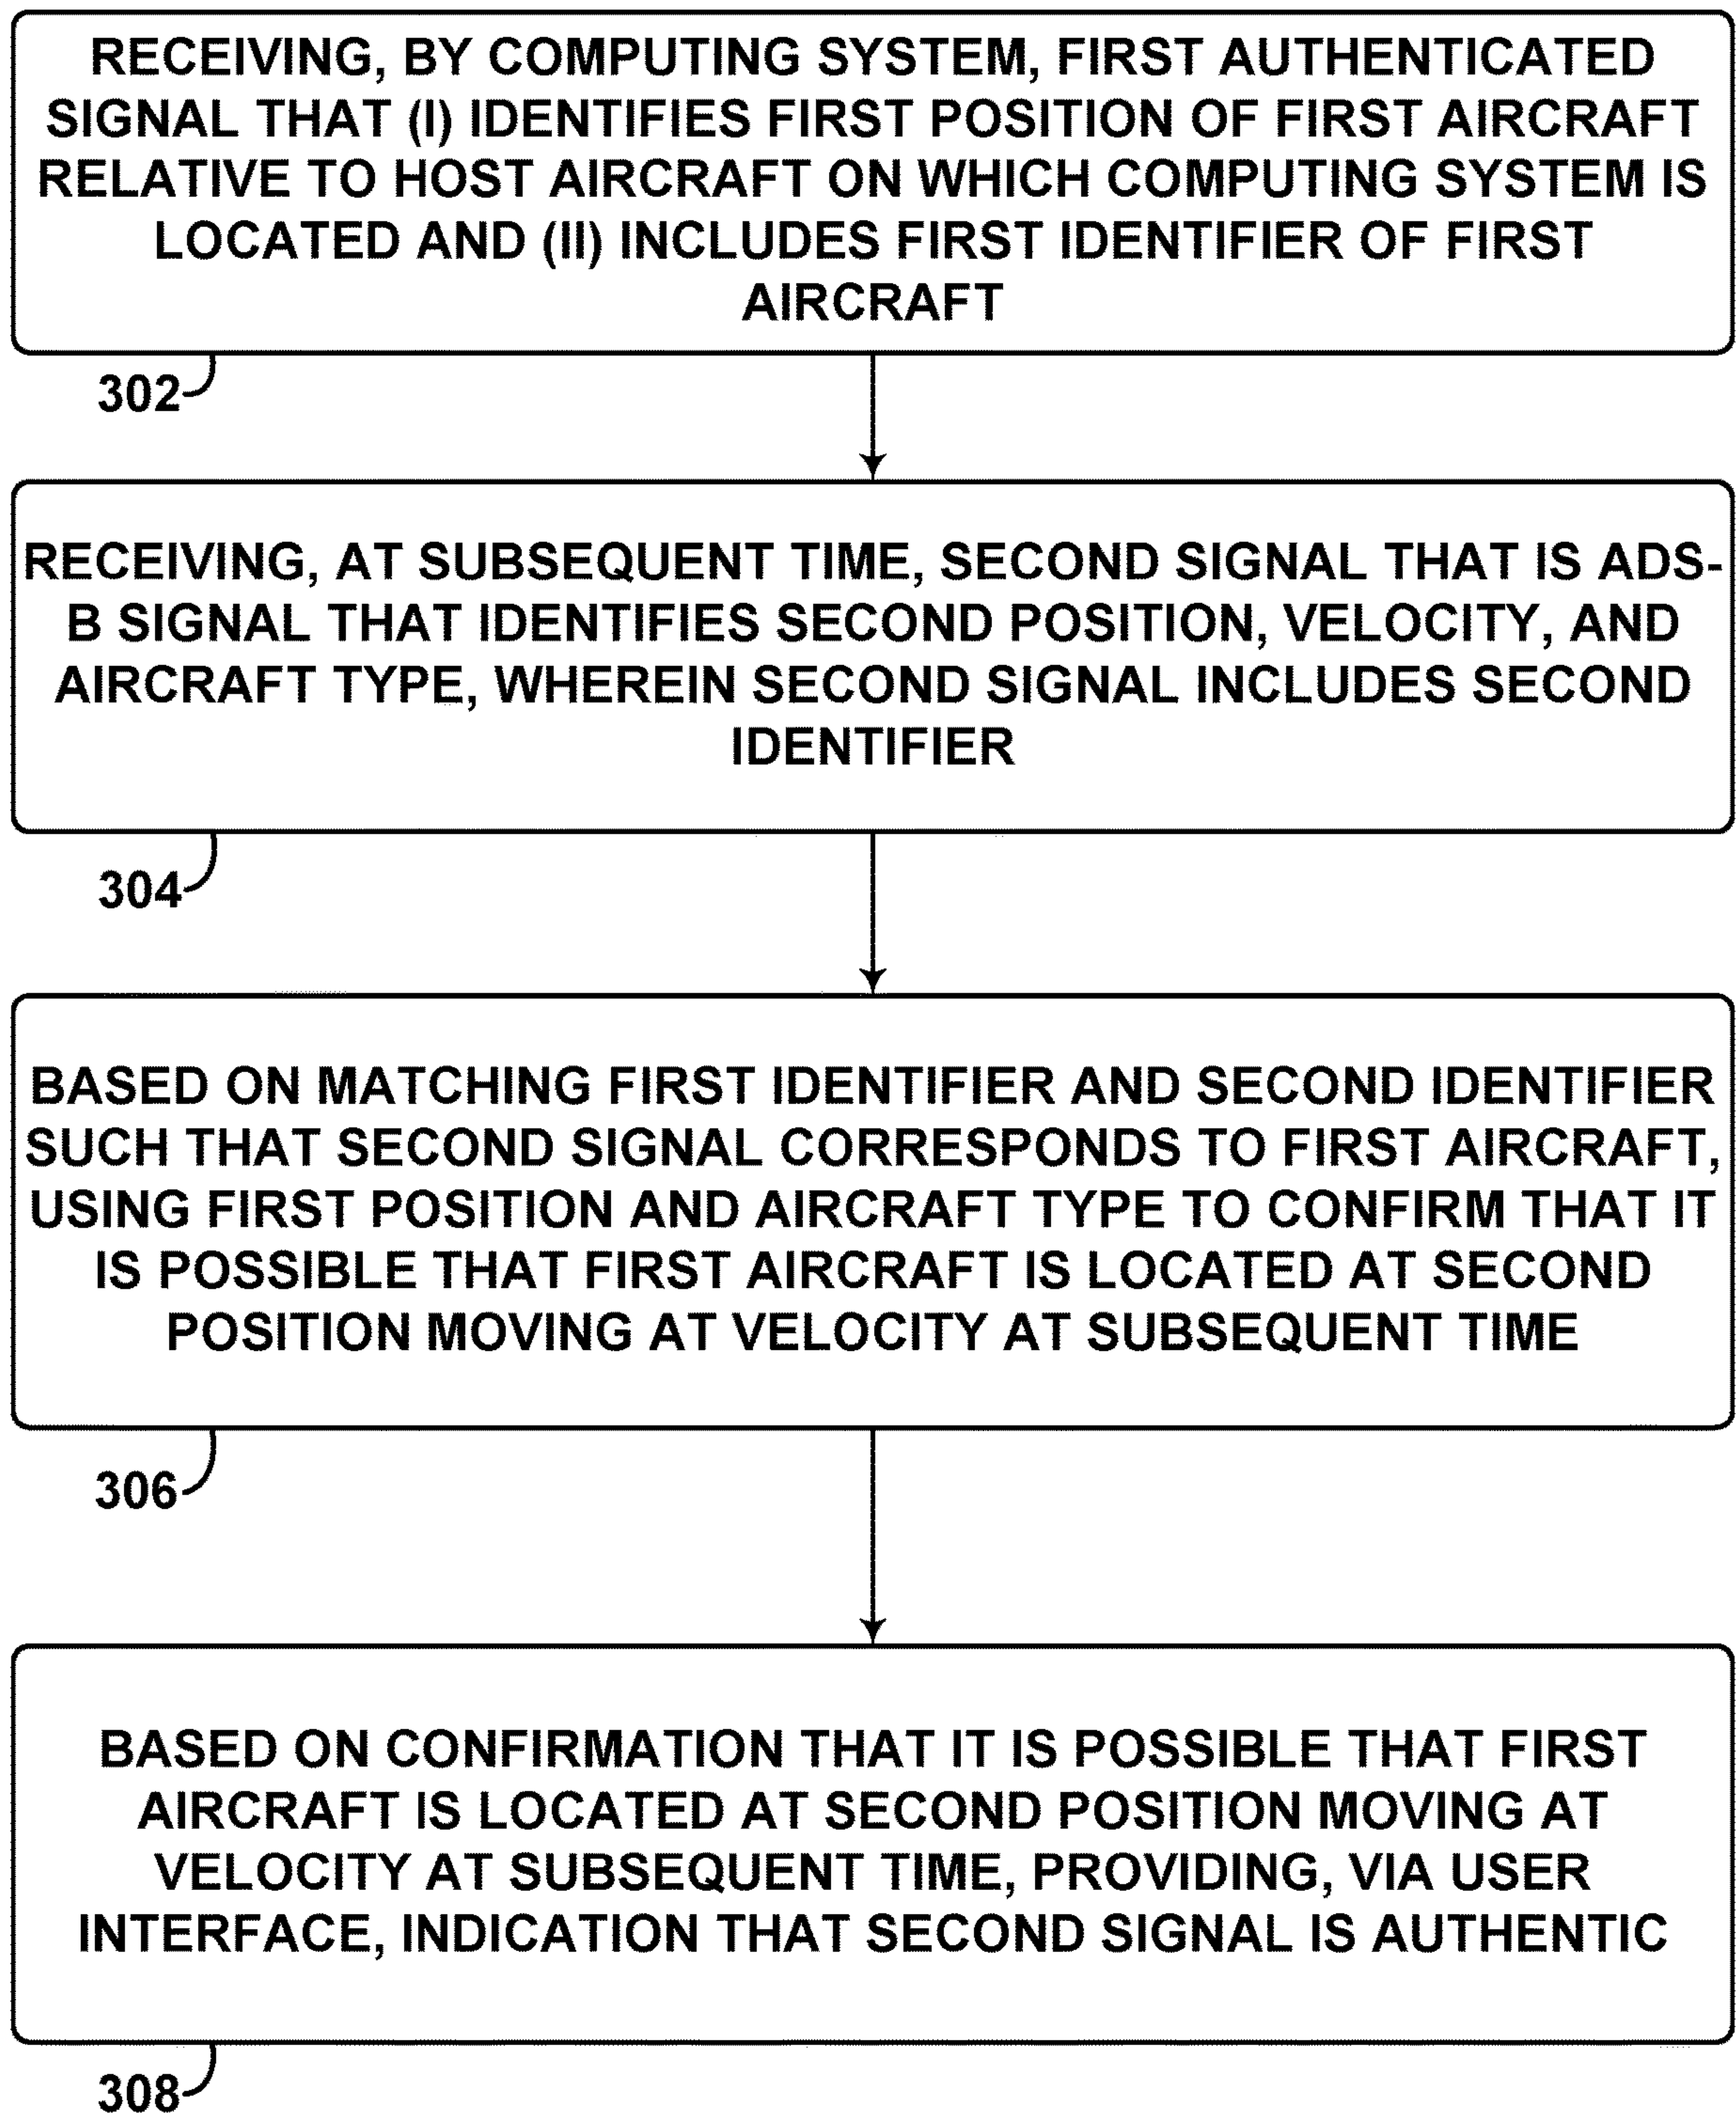 RECEIVING, BY COMPUTING SYSTEM, FIRST AUTHENTICATED
SIGNAL THAT (I) IDENTIFIES FIRST POSITION OF FIRST AIRCRAFT
RELATIVE TO HOST AIRCRAFT ON WHICH COMPUTING SYSTEM IS
LOCATED AND (II) INCLUDES FIRST IDENTIFIER OF FIRST
AIRCRAFT
302
RECEIVING, AT SUBSEQUENT TIME, SECOND SIGNAL THAT IS ADS-
B SIGNAL THAT IDENTIFIES SECOND POSITION, VELOCITY, AND
AIRCRAFT TYPE, WHEREIN SECOND SIGNAL INCLUDES SECOND
IDENTIFIER
304
BASED ON MATCHING FIRST IDENTIFIER AND SECOND IDENTIFIER
SUCH THAT SECOND SIGNAL CORRESPONDS TO FIRST AIRCRAFT,
USING FIRST POSITION AND AIRCRAFT TYPE TO CONFIRM THAT IT
IS POSSIBLE THAT FIRST AIRCRAFT IS LOCATED AT SECOND
POSITION MOVING AT VELOCITY AT SUBSEQUENT TIME
306
BASED ON CONFIRMATION THAT IT IS POSSIBLE THAT FIRST
AIRCRAFT IS LOCATED AT SECOND POSITION MOVING AT
VELOCITY AT SUBSEQUENT TIME, PROVIDING, VIA USER
INTERFACE, INDICATION THAT SECOND SIGNAL IS AUTHENTIC
308